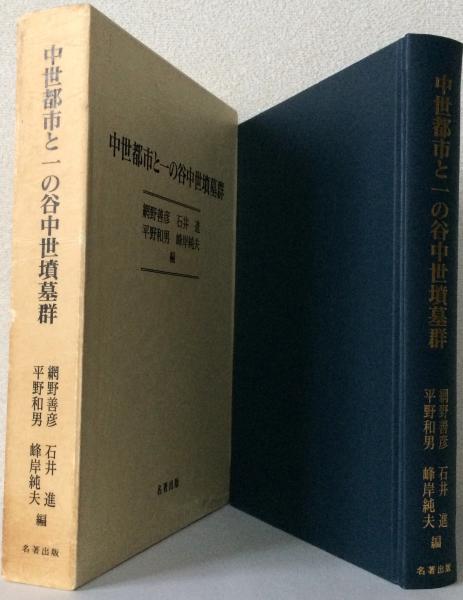 中世都市と一の谷中世墳墓群
網野善彦 石井 進
平野和男 峰岸純夫 編
名著出版
中世都市と一の谷中世墳墓群
網野善彦 石井 進
平野和男 峰岸純夫
編
名著出版
中世都市と一の谷中世墳墓群
網野善彦 石井 進
平野和男 峰岸純夫 編
名著出版